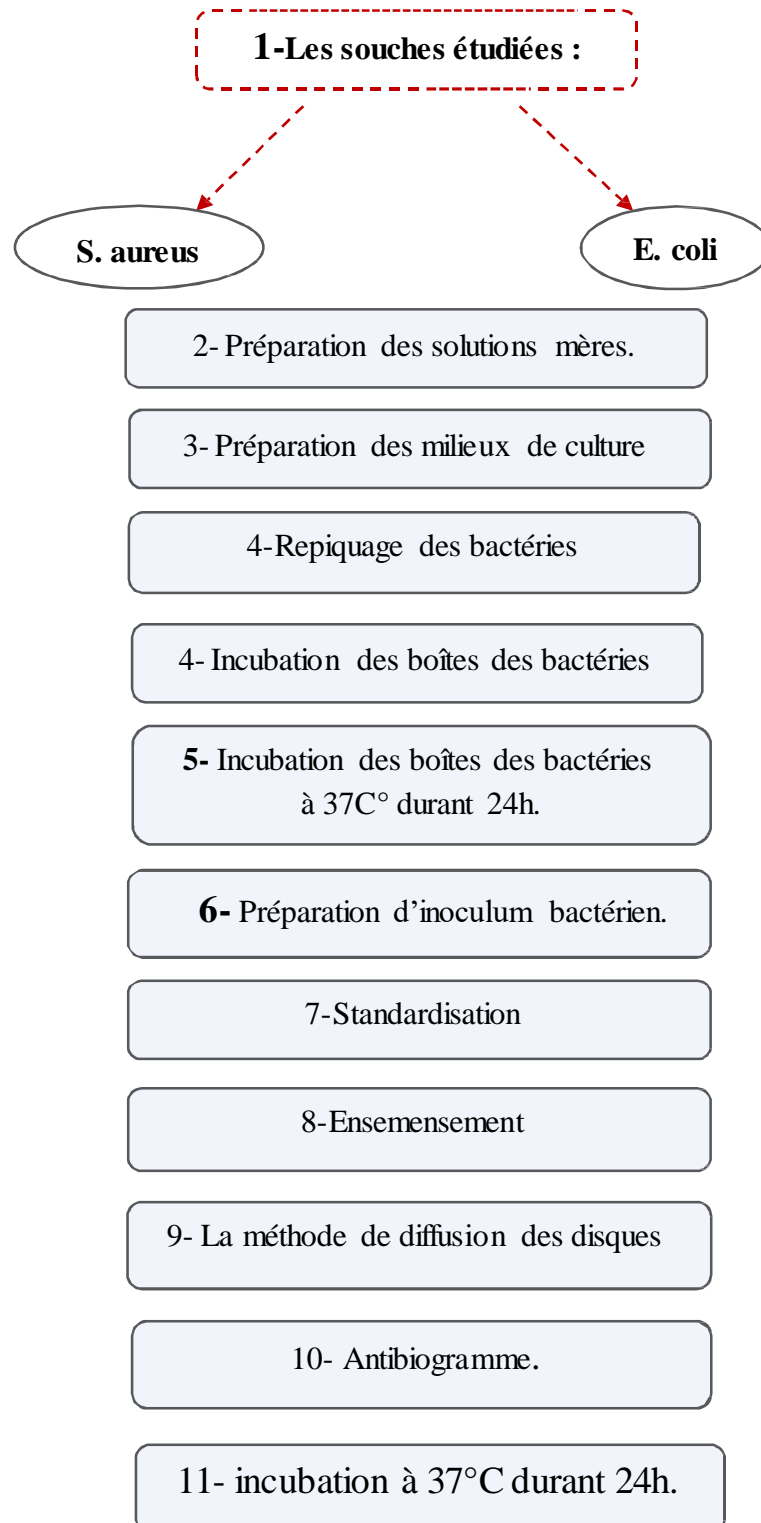 1-Les souches étudiées :
S. aureus
E. coli
2- Préparation des solutions mères.
3- Préparation des milieux de culture
4-Repiquage des bactéries
4- Incubation des boîtes des bactéries
5- Incubation des boîtes des bactéries
à 37C° durant 24h.
6- Préparation d’inoculum bactérien.
7-Standardisation
8-Ensemensement
9- La méthode de diffusion des disques
10- Antibiogramme.
11- incubation à 37°C durant 24h.